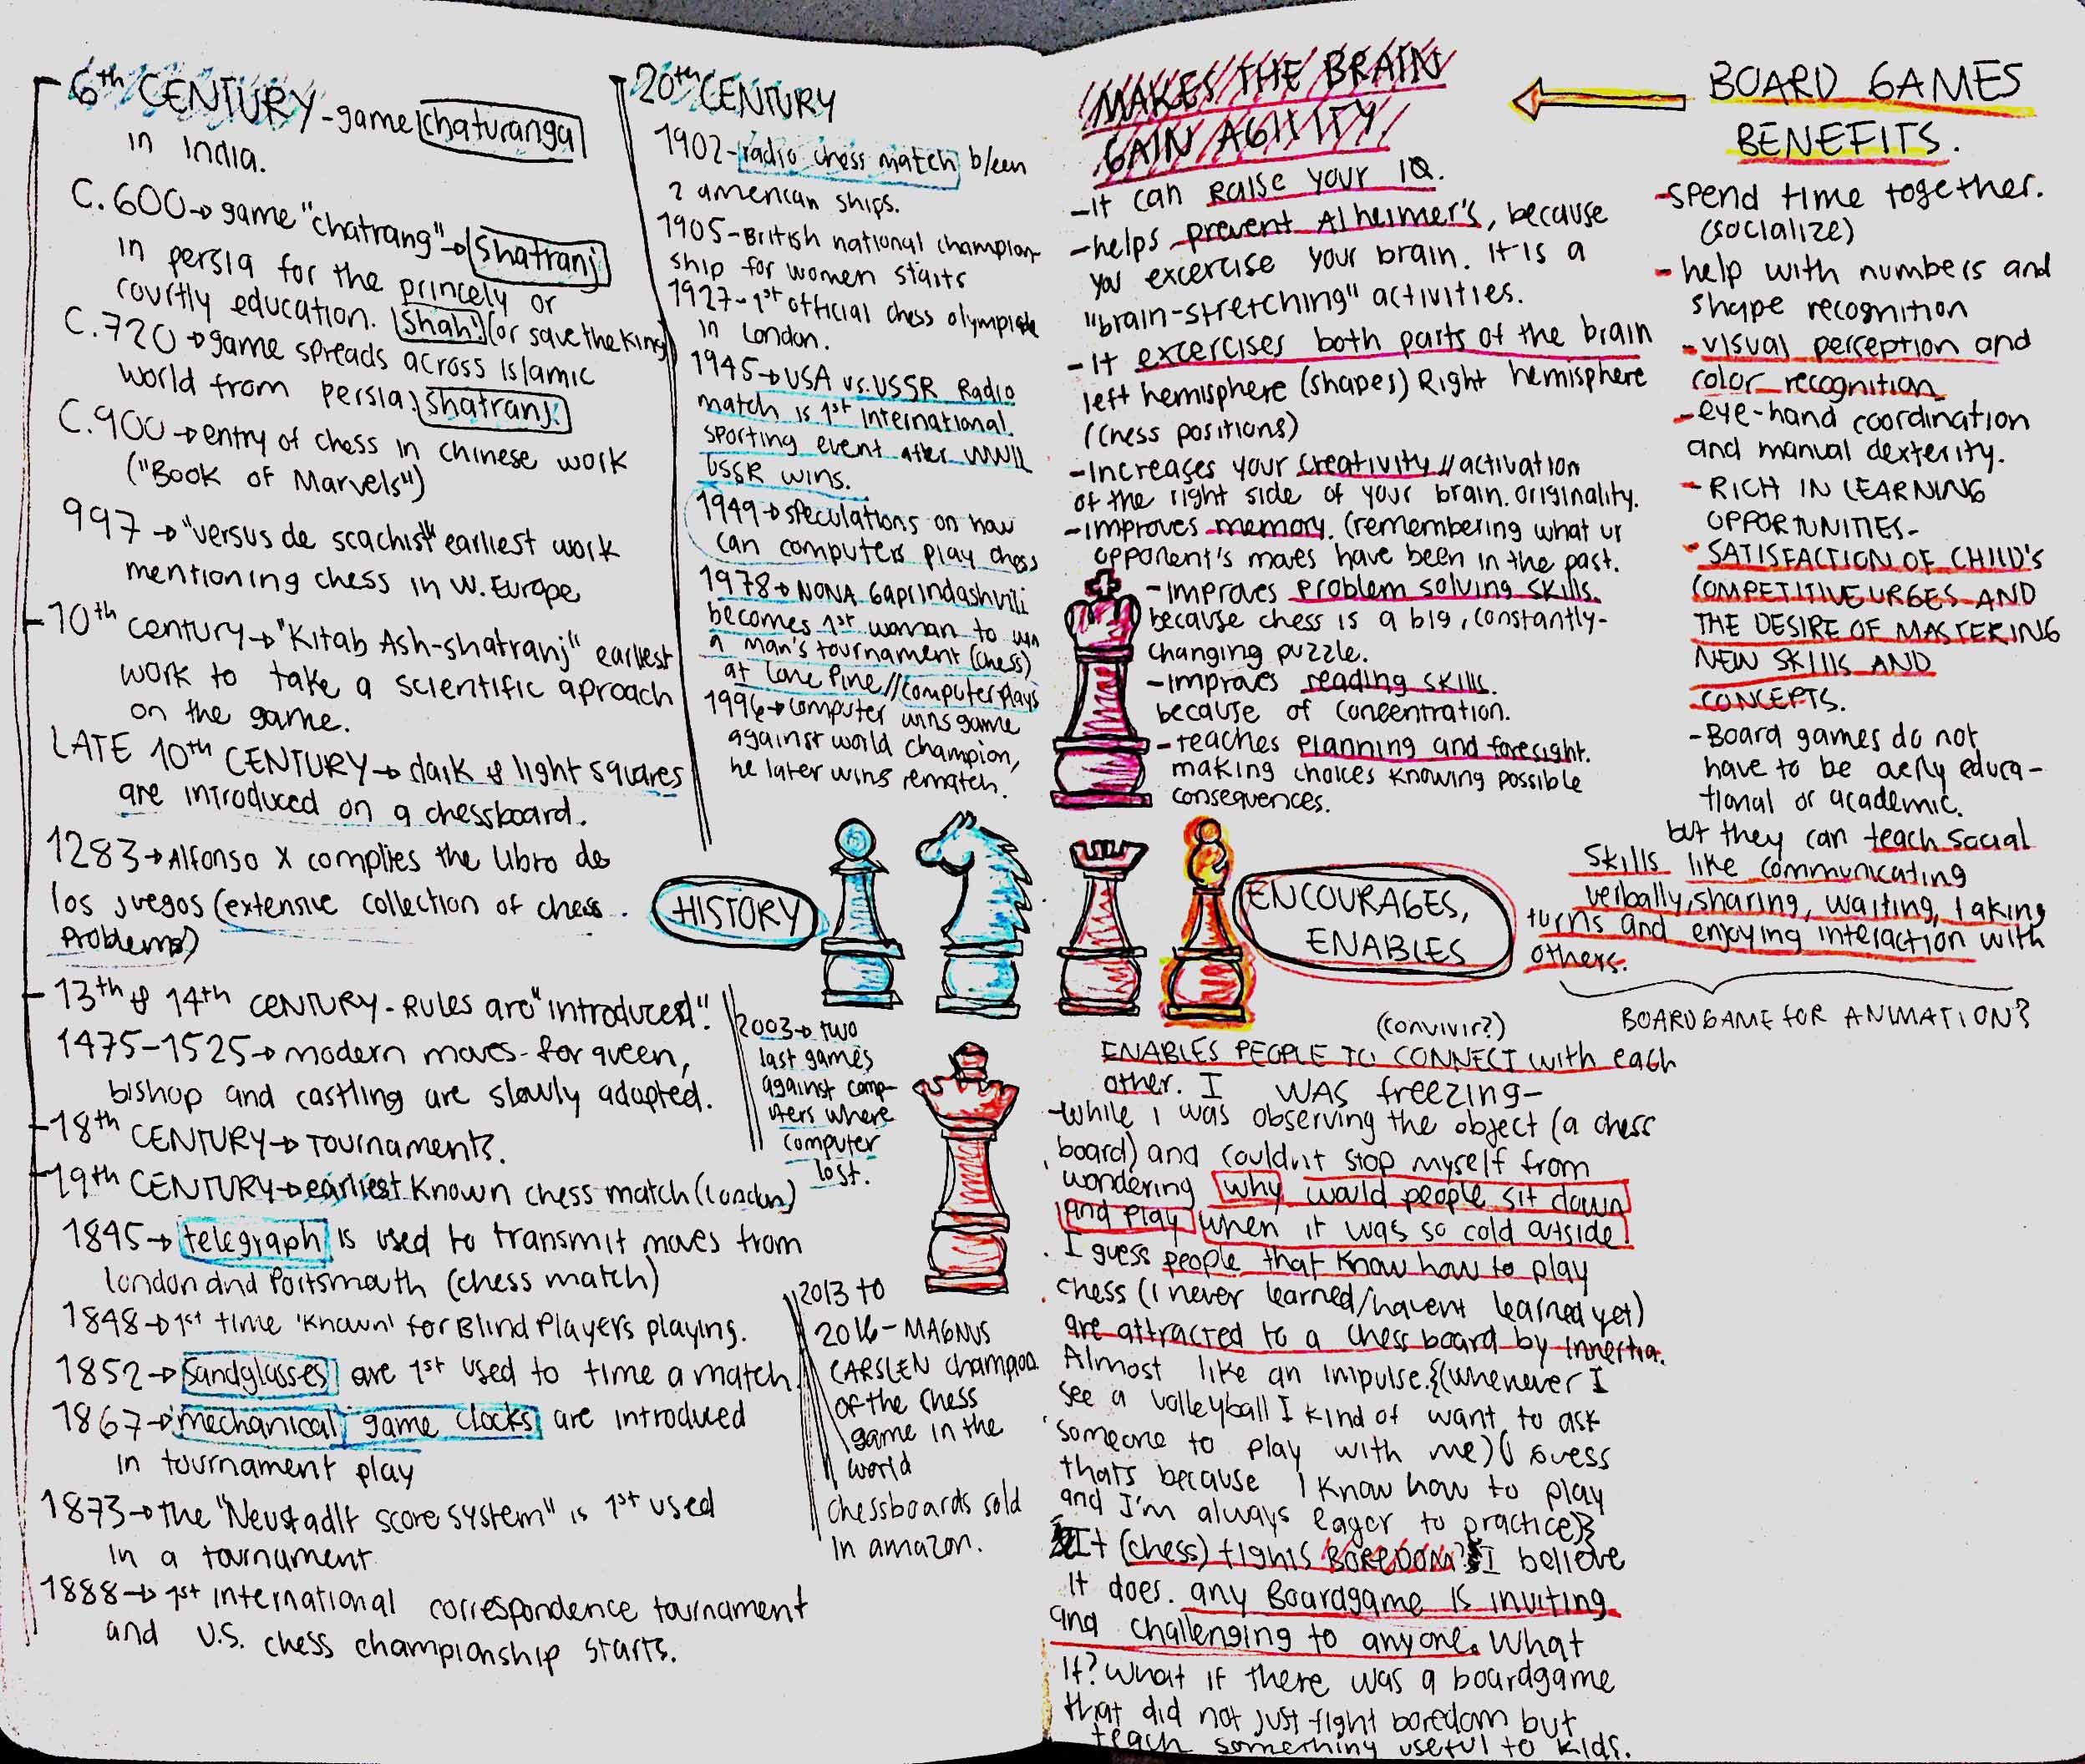 6th CENTURY - game chaturanga
in India.
C.600→ game "chatrang"→ Shatranj
in persia for the princely or
courtly education. Shah! (or save the King)
C.720→game spreads across Islamic
world from persia. Shatranj.
C.900→entry of chess in chinese work
("Book of Marvels")
997→"versus de scachis" earliest work
mentioning chess in W. Europe
10th century→"Kitab Ash-shatranj" earliest
work to take a scientific aproach
on the game.
LATE 10th CENTURY→ dark & light squares
are introduced on a chessboard.
1283→Alfonso X complies the libro de
los juegos (extensive collection of chess
problems)
13th & 14th CENTURY - Rules are "introduced".
1475-1525→ modern moves- for queen,
bishop and castling are slowly adopted.
18th CENTURY→ Tournaments.
19th CENTURY→earliest known chess match (London)
1845→ telegraph is used to transmit moves from
london and Portsmouth (chess match)
1848→1st time 'known' for Blind Players playing.
1852→ Sandglasses are 1st used to time a match.
1867→ mechanical game clocks are introduced
in tournament play
1873→the "Neustadlt score system" is 1st used
in a tournament
1888→ 1st international correspondence tournament
and U.S. chess championship starts.
20th CENTURY
1902-radio chess match b/een
2 american ships.
1905-British national champion-
ship for women starts
1927-1st official chess olympiade
in London.
1945→USA vs. USSR Radio
match is 1st international
sporting event after WWII
USSR wins.
1949→speculations on how
can computers play chess
1978→ NONA Gaprindashvili
becomes 1st woman to win
a man's tournament (chess)
at Lone Pine//computer plays
1996→computer wins game
against world champion,
he later wins rematch.
HISTORY
2003→ two
last games
against comp-
uters where
computer
lost.
2013 to
2016- MAGNUS
CARSLEN champion
of the chess
game in the
world
chessboards sold
in amazon.
MAKES THE BRAIN
GAIN AGILITY
-It can RAISE your IQ.
-helps prevent Alheimer's, because
you excercise your brain. It is a
"brain-stretching" activities.
-It excercises both parts of the brain
left hemisphere (shapes) Right hemisphere
(chess positions)
-Increases your creativity // activation
of the right side of your brain. originality.
-improves memory. (remembering what ur
opponent's moves have been in the past.
-Improves problem solving skills.
because chess is a big, constantly-
changing puzzle.
-improves reading skills.
because of concentration.
-teaches planning and foresight.
making choices knowing possible
consequences.
ENCOURAGES,
ENABLES
(convivir?)
ENABLES PEOPLE TO CONNECT with each
other. I WAS freezing-
-while i was observing the object (a chess
board) and couldnt stop myself from
wondering why would people sit down
and play when it was so cold outside.
I guess people that know how to play
chess (i never learned/havent learned yet)
are attracted to a chess board by innertia.
Almost like an impulse.{(whenever I
see a volleyball I kind of want to ask
someone to play with me)(I guess
thats because I know how to play
and I'm always eager to practice)}
It (chess) fights BOREDOM? I believe
it does. any Boardgame is inviting
and challenging to anyone. What
If? What if there was a boardgame
that did not just fight boredom but
teach something useful to kids.
BOARD GAMES
BENEFITS.
-spend time together.
(socialize)
-help with numbers and
shape recognition
-visual perception and
color recognition
-eye-hand coordination
and manual dexterity.
-RICH IN LEARNING
OPPORTUNITIES-
-SATISFACTION OF CHILD'S
COMPETITIVE URGES AND
THE DESIRE OF MASTERING
NEW SKILLS AND
CONCEPTS.
-Board games do not
have to be educa-
tional or academic.
but they can teach social
skills like communicating
verbally, sharing, waiting, taking
turns and enjoying interaction with
others.
BOARDGAME FOR ANIMATION?